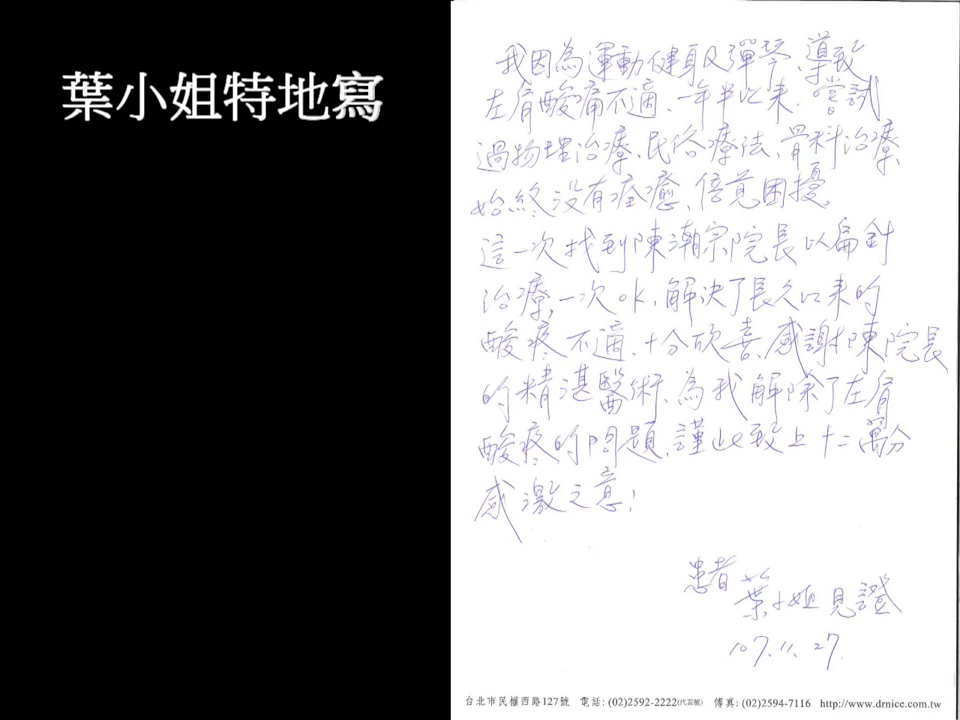 葉小姐特地寫
我因為運動健身及彈琴、導致
左肩酸痛不適、一年半以來、嘗試
過物理治療、民俗療法、骨科治療、
始終沒有痊癒、倍覺困擾。
這一次找到陳潮宗院長以扁針
治療、一次OK、解決了長久以來的
酸疼不適、十分欣喜、感謝陳院長
的精湛醫術、為我解除了左肩
酸疼的問題、謹此致上十二萬分
感激之意!
患者
葉小姐見證
107.11.27.
台北市民權西路127號 電話:(02)2592-2222(代表號) 傳真:(02)2594-7116 http://www.drnice.com.tw